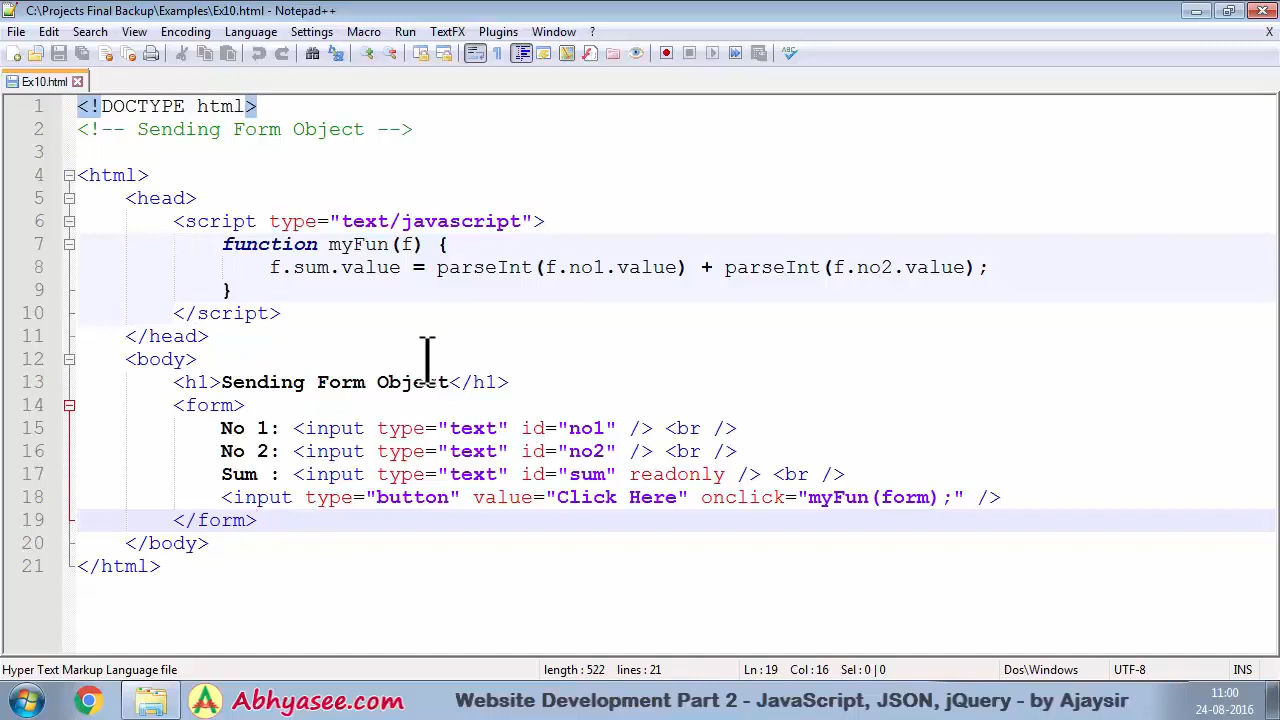 C:\Projects Final Backup\Examples\Ex10.html - Notepad++
File Edit Search View Encoding Language Settings Macro Run TextFX Plugins Window ? X
Ex10.html
1 <!DOCTYPE html>
2 <!-- Sending Form Object -->
3
4 <html>
5 <head>
6 <script type="text/javascript">
7 function myFun(f) {
8 f.sum.value = parseInt(f.no1.value) + parseInt(f.no2.value);
9 }
10 </script>
11 </head>
12 <body>
13 <h1>Sending Form Object</h1>
14 <form>
15 No 1: <input type="text" id="no1" /> <br />
16 No 2: <input type="text" id="no2" /> <br />
17 Sum : <input type="text" id="sum" readonly /> <br />
18 <input type="button" value="Click Here" onclick="myFun(form);" />
19 </form>
20 </body>
21 </html>
Hyper Text Markup Language file length : 522 lines : 21 Ln : 19 Col : 16 Sel : 0 | 0 Dos\Windows UTF-8 INS
Abhyasee.com Website Development Part 2 - JavaScript, JSON, jQuery - by Ajaysir 11:00
24-08-2016